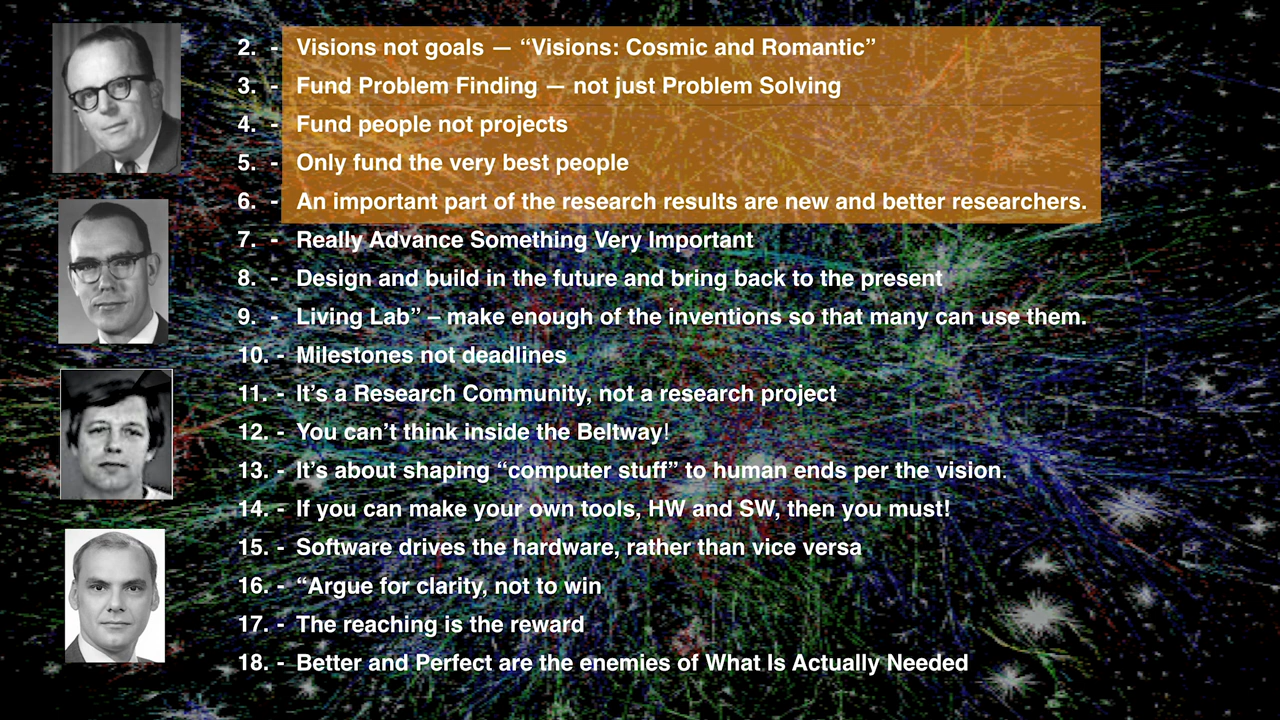 2. - Visions not goals — “Visions: Cosmic and Romantic”
3. - Fund Problem Finding — not just Problem Solving
4. - Fund people not projects
5. - Only fund the very best people
6. - An important part of the research results are new and better researchers.
7. - Really Advance Something Very Important
8. - Design and build in the future and bring back to the present
9. - Living Lab” – make enough of the inventions so that many can use them.
10. - Milestones not deadlines
11. - It’s a Research Community, not a research project
12. - You can’t think inside the Beltway!
13. - It’s about shaping “computer stuff” to human ends per the vision.
14. - If you can make your own tools, HW and SW, then you must!
15. - Software drives the hardware, rather than vice versa
16. - “Argue for clarity, not to win
17. - The reaching is the reward
18. - Better and Perfect are the enemies of What Is Actually Needed